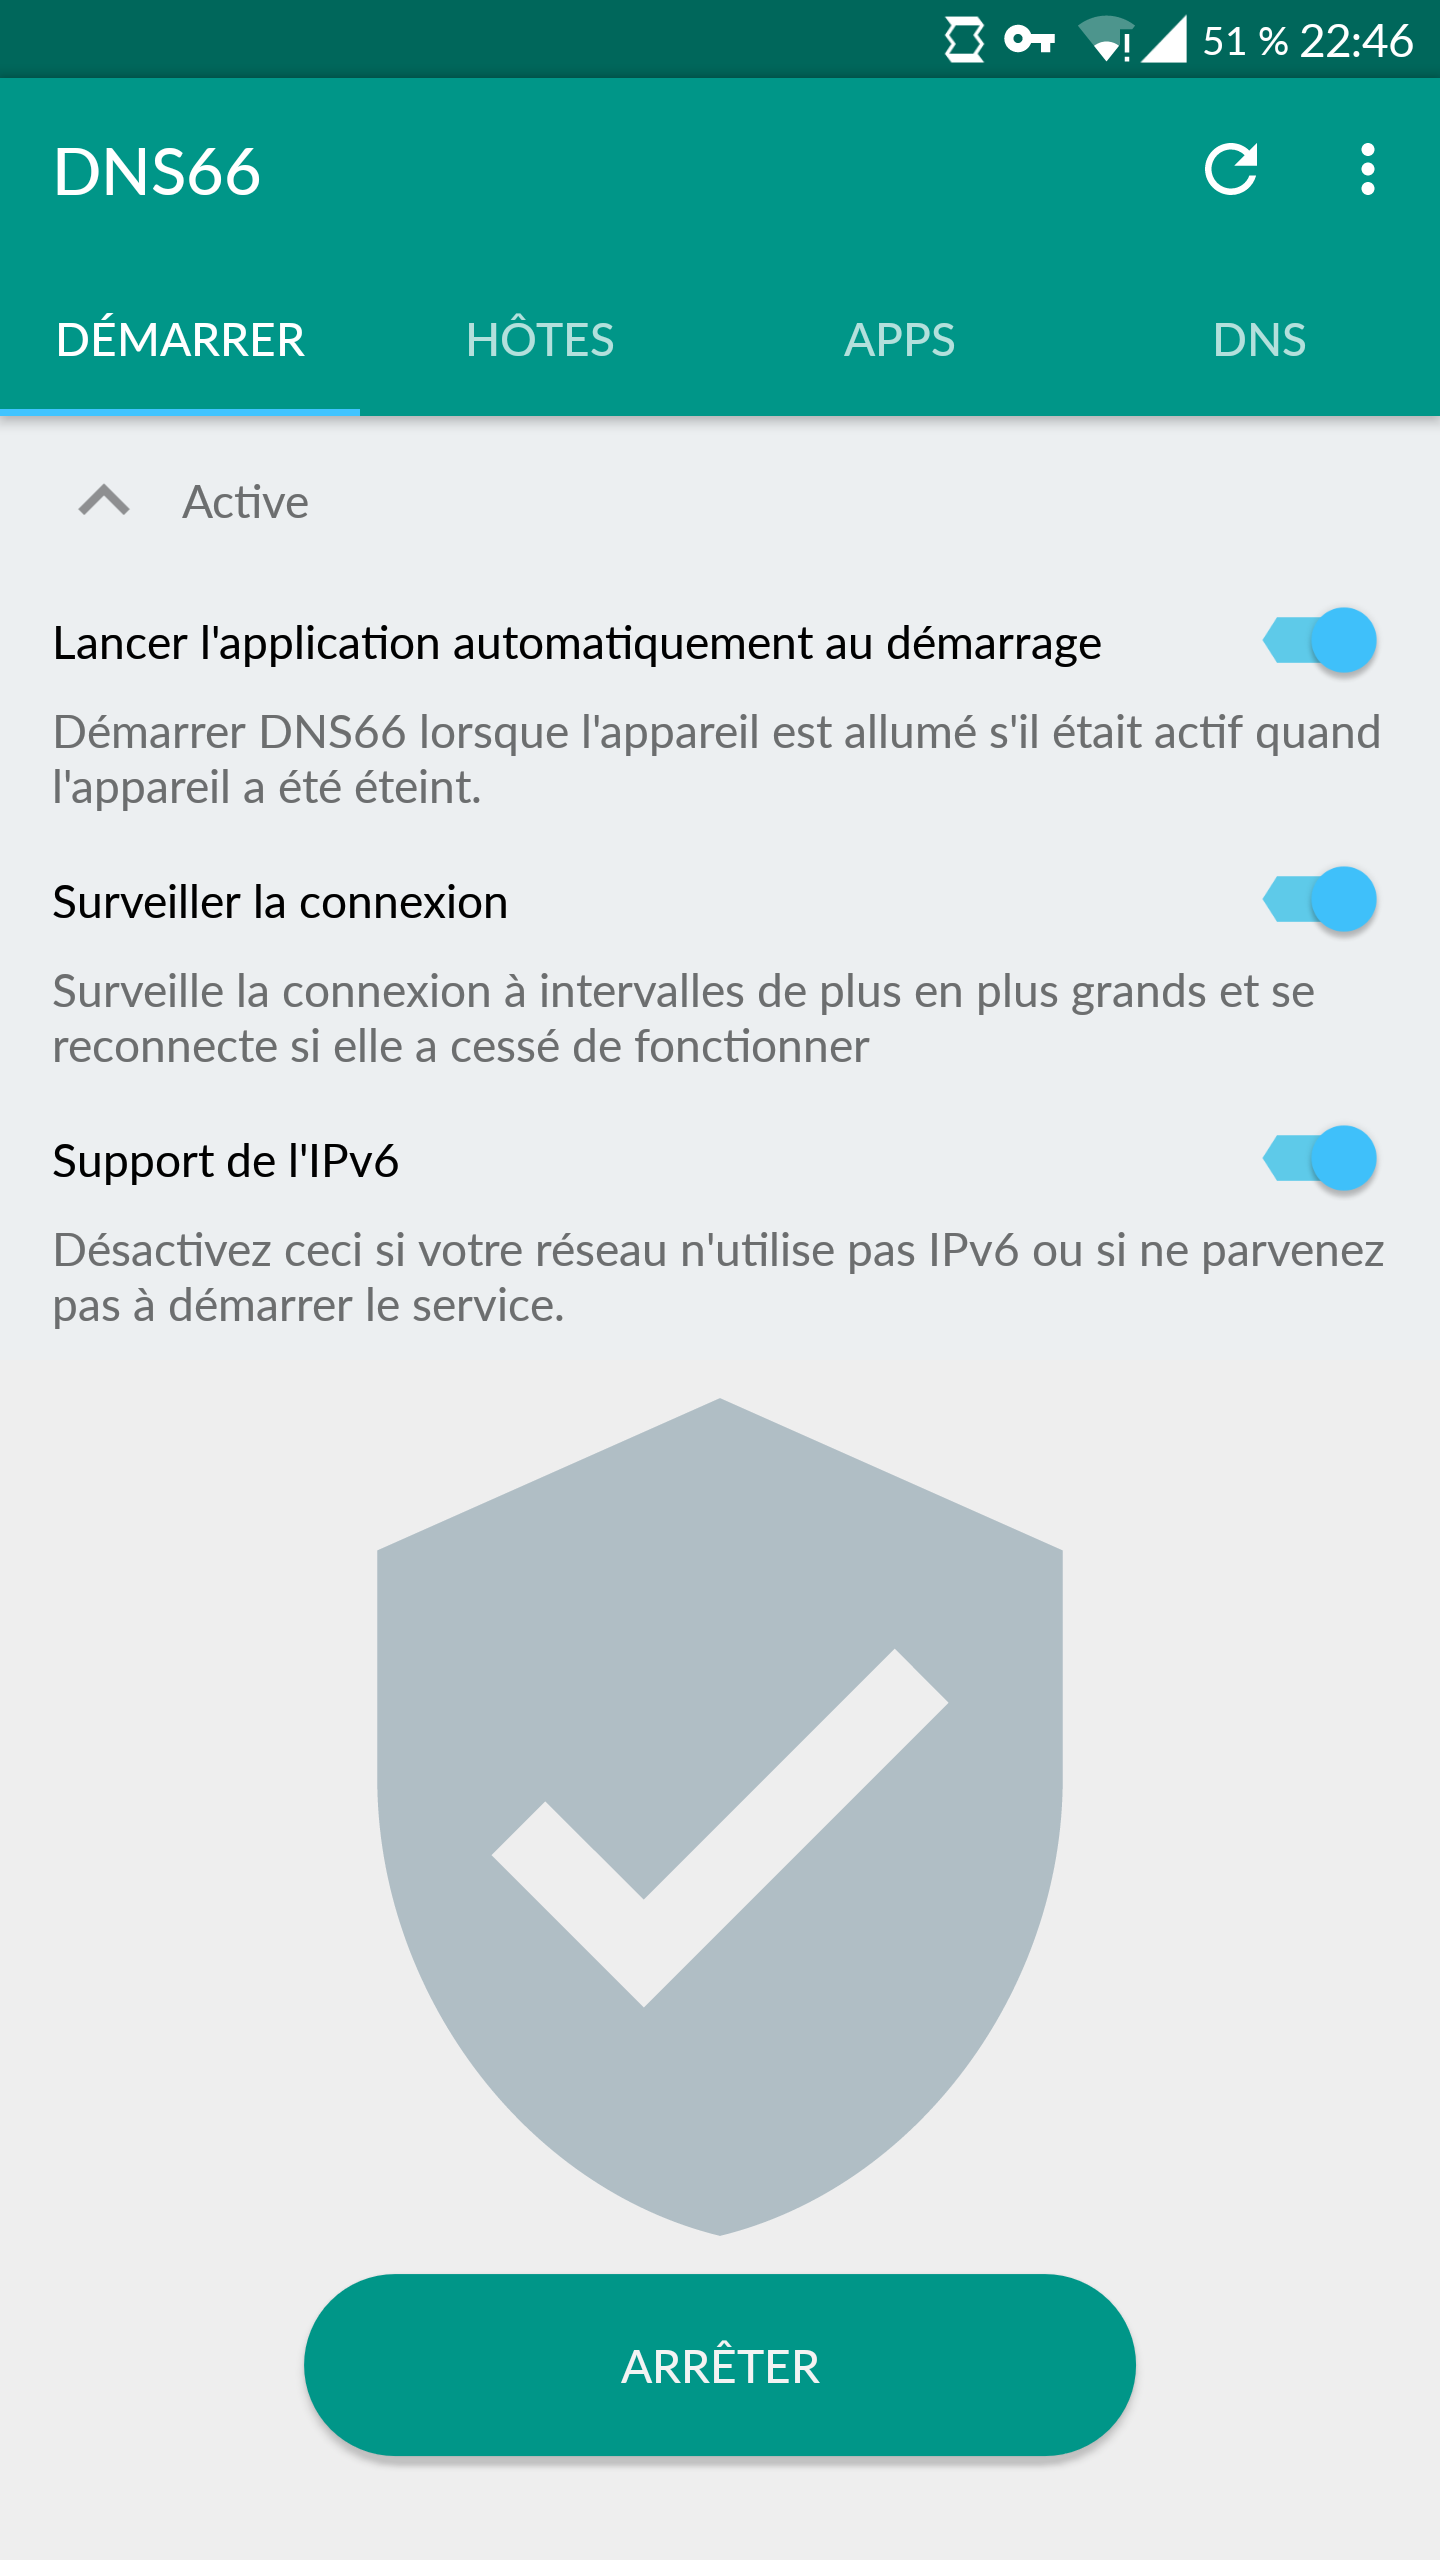 51 % 22:46
DNS66
DÉMARRER HÔTES APPS DNS
Active
Lancer l'application automatiquement au démarrage
Démarrer DNS66 lorsque l'appareil est allumé s'il était actif quand
l'appareil a été éteint.
Surveiller la connexion
Surveille la connexion à intervalles de plus en plus grands et se
reconnecte si elle a cessé de fonctionner
Support de l'IPv6
Désactivez ceci si votre réseau n'utilise pas IPv6 ou si ne parvenez
pas à démarrer le service.
ARRÊTER